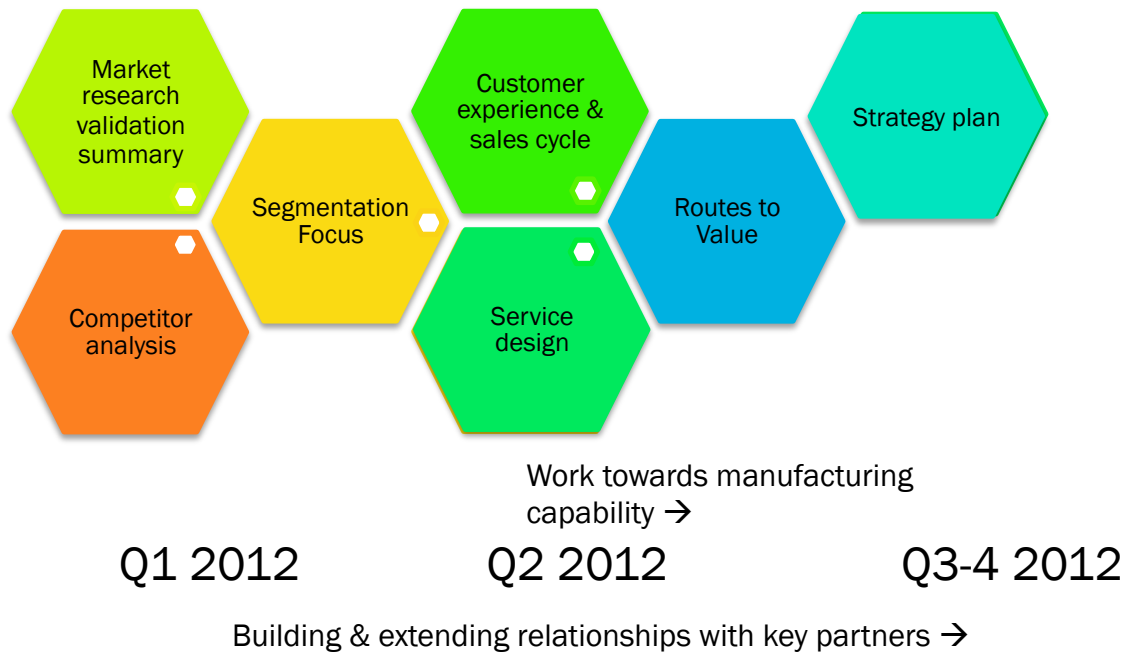 Market
research
validation
summary
Competitor
analysis
Segmentation
Focus
Customer
experience &
sales cycle
Service
design
Routes to
Value
Strategy plan
Work towards manufacturing
capability →
Q1 2012
Q2 2012
Q3-4 2012
Building & extending relationships with key partners →